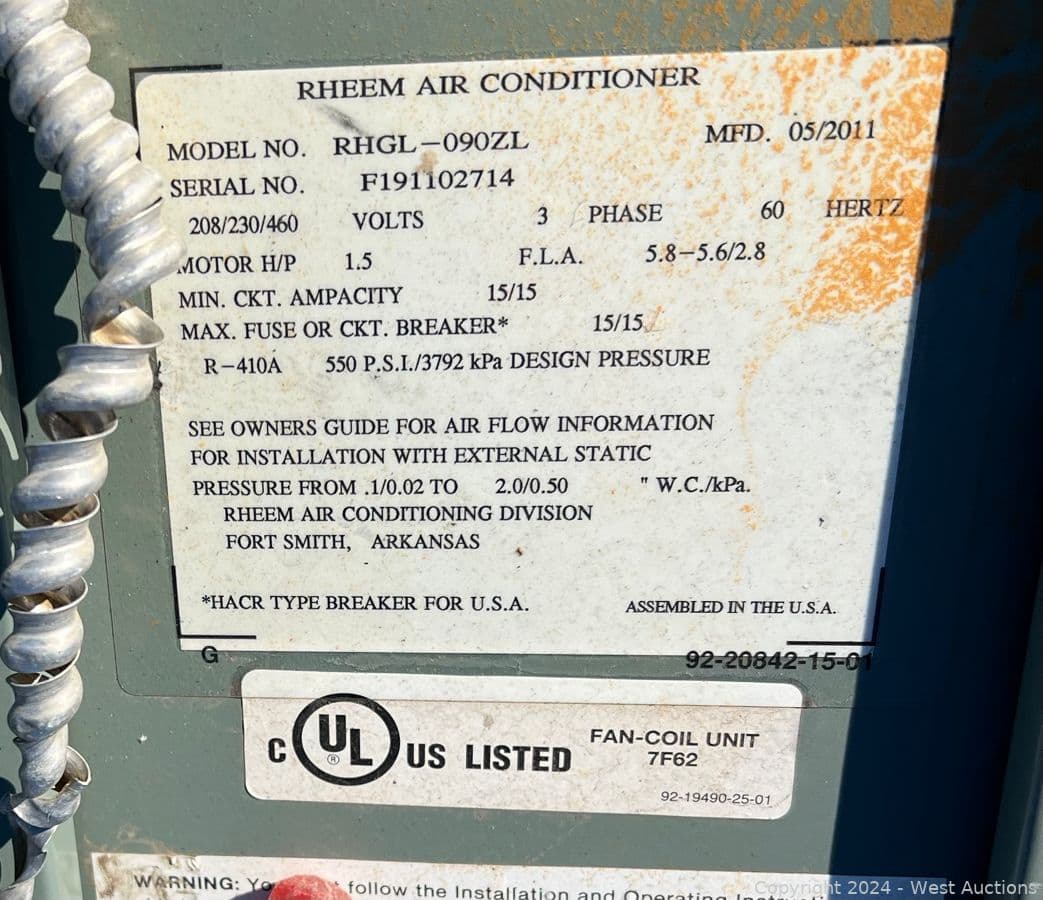 RHEEM AIR CONDITIONER
MODEL NO. RHGL-090ZL MFD. 05/2011
SERIAL NO. F191102714
208/230/460 VOLTS 3 PHASE 60 HERTZ
MOTOR H/P 1.5 F.L.A. 5.8-5.6/2.8
MIN. CKT. AMPACITY 15/15
MAX. FUSE OR CKT. BREAKER* 15/15
R-410A 550 P.S.I./3792 kPa DESIGN PRESSURE
SEE OWNERS GUIDE FOR AIR FLOW INFORMATION
FOR INSTALLATION WITH EXTERNAL STATIC
PRESSURE FROM .1/0.02 TO 2.0/0.50 " W.C./kPa.
RHEEM AIR CONDITIONING DIVISION
FORT SMITH, ARKANSAS
*HACR TYPE BREAKER FOR U.S.A. ASSEMBLED IN THE U.S.A.
G 92-20842-15-01
C UL ® US LISTED FAN-COIL UNIT
7F62
92-19490-25-01
WARNING: follow the Installation and Operating
Copyright 2024 - West Auctions